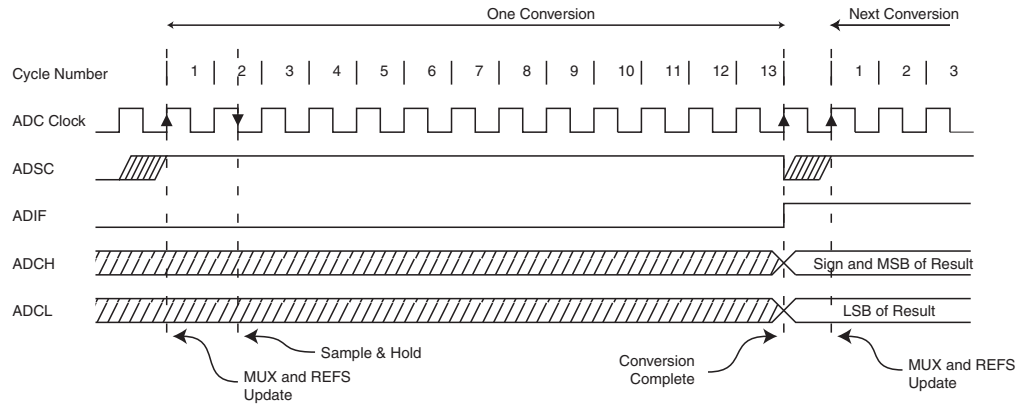 One Conversion
Next Conversion
Cycle Number
1 2 3 4 5 6 7 8 9 10 11 12 13 1 2 3
ADC Clock
ADSC
ADIF
ADCH
Sign and MSB of Result
ADCL
LSB of Result
Sample & Hold
MUX and REFS
Update
Conversion
Complete
MUX and REFS
Update